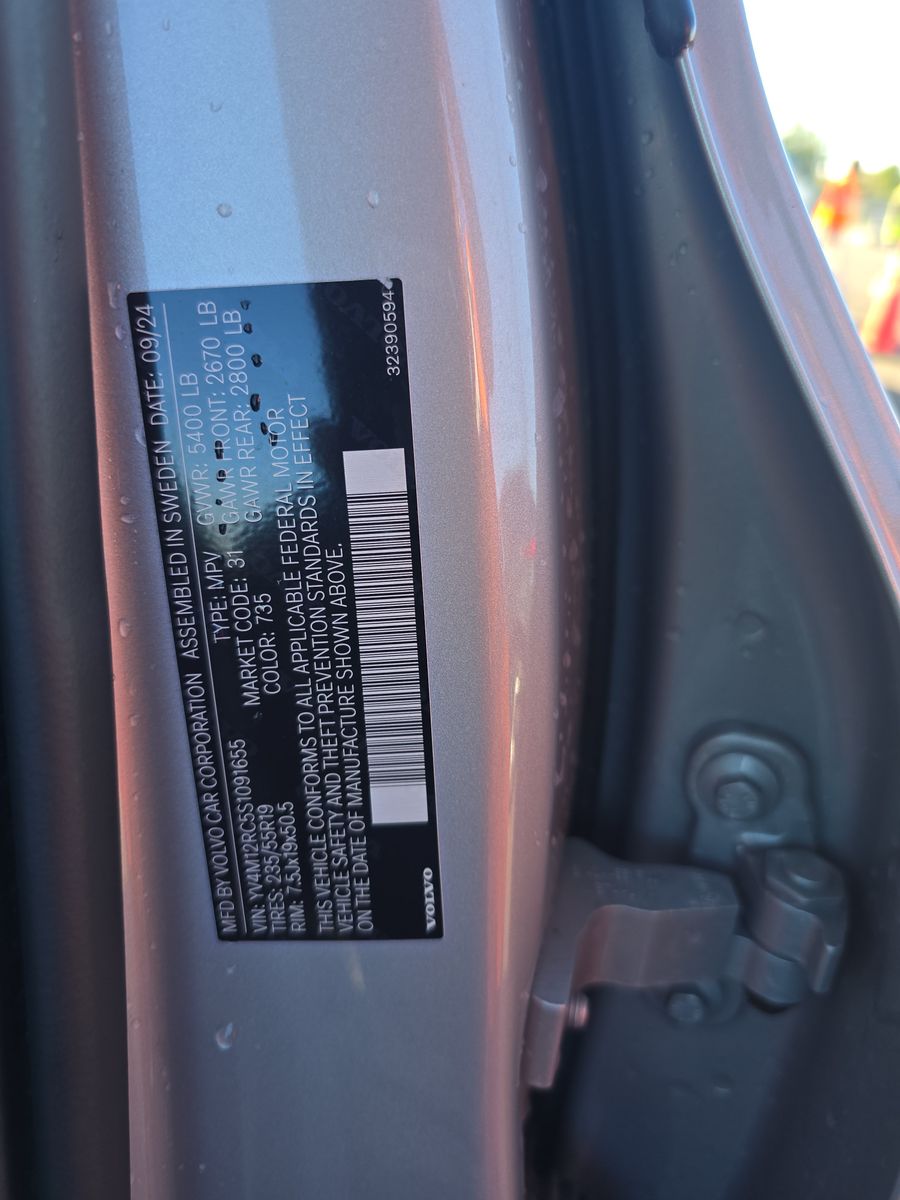 MFD BY VOLVO CAR CORPORATION ASSEMBLED IN SWEDEN DATE: 09/24
VIN: YV4M12RC5S1091655 TYPE: MPV GVWR: 5400 LB
TIRES: 235/55R19 MARKET CODE: 31 GAWR FRONT: 2670 LB
RIM: 7.5Jx19x50.5 COLOR: 735 GAWR REAR: 2800 LB
THIS VEHICLE CONFORMS TO ALL APPLICABLE FEDERAL MOTOR
VEHICLE SAFETY AND THEFT PREVENTION STANDARDS IN EFFECT
ON THE DATE OF MANUFACTURE SHOWN ABOVE.
VOLVO
32390594